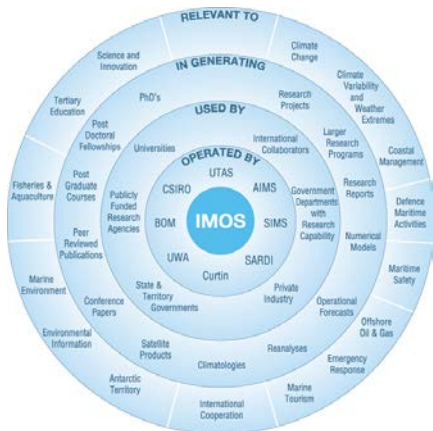 RELEVANT TO
Climate
Change
Climate
Variability
and
Weather
Extremes
Coastal
Management
Defence
Maritime
Activities
Maritime
Safety
Offshore
Oil & Gas
Emergency
Response
Marine
Tourism
International
Cooperation
Antarctic
Territory
Environmental
Information
Marine
Environment
Fisheries &
Aquaculture
Tertiary
Education
Science and
Innovation
IN GENERATING
Research
Projects
Larger
Research
Programs
Research
Reports
Numerical
Models
Operational
Forecasts
Reanalyses
Climatologies
Satellite
Products
Conference
Papers
Peer
Reviewed
Publications
Post
Graduate
Courses
Post
Doctoral
Fellowships
PhD's
USED BY
International
Collaborators
Government
Departments
with
Research
Capability
Private
Industry
State &
Territory
Governments
Publicly
Funded
Research
Agencies
Universities
OPERATED BY
UTAS
AIMS
SIMS
SARDI
Curtin
UWA
BOM
CSIRO
IMOS